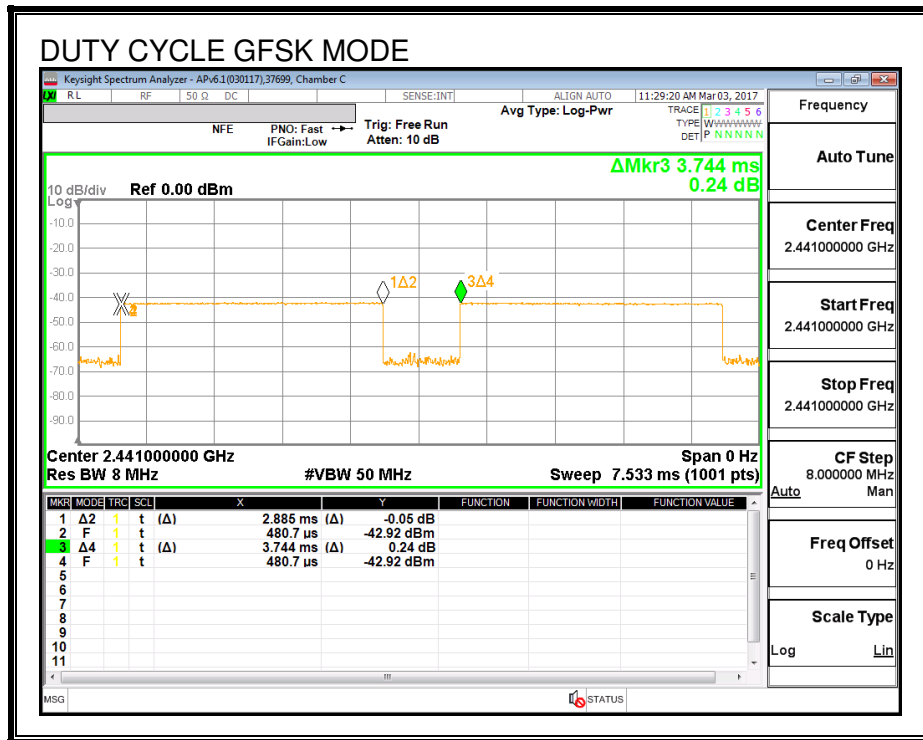 DUTY CYCLE GFSK MODE
Keysight Spectrum Analyzer - APv6.1(030117),37699, Chamber C
LXI RL RF 50 Ω DC SENSE:INT ALIGN AUTO 11:29:20 AM Mar 03, 2017
NFE PNO: Fast Trig: Free Run Avg Type: Log-Pwr TRACE 1 2 3 4 5 6
IFGain:Low Atten: 10 dB TYPE WWWWWWW
DET P N N N N N
Frequency
Auto Tune
Center Freq
2.441000000 GHz
Start Freq
2.441000000 GHz
Stop Freq
2.441000000 GHz
CF Step
8.000000 MHz
Auto Man
Freq Offset
0 Hz
Scale Type
Log Lin
ΔMkr3 3.744 ms
0.24 dB
10 dB/div Ref 0.00 dBm
Log
-10.0
-20.0
-30.0
1Δ2 3Δ4
-40.0
-50.0
-60.0
-70.0
-80.0
-90.0
Center 2.441000000 GHz Span 0 Hz
Res BW 8 MHz #VBW 50 MHz Sweep 7.533 ms (1001 pts)
MKR MODE TRC SCL X Y FUNCTION FUNCTION WIDTH FUNCTION VALUE
1 Δ2 1 t (Δ) 2.885 ms (Δ) -0.05 dB
2 F 1 t 480.7 µs -42.92 dBm
3 Δ4 1 t (Δ) 3.744 ms (Δ) 0.24 dB
4 F 1 t 480.7 µs -42.92 dBm
5
6
7
8
9
10
11
MSG STATUS